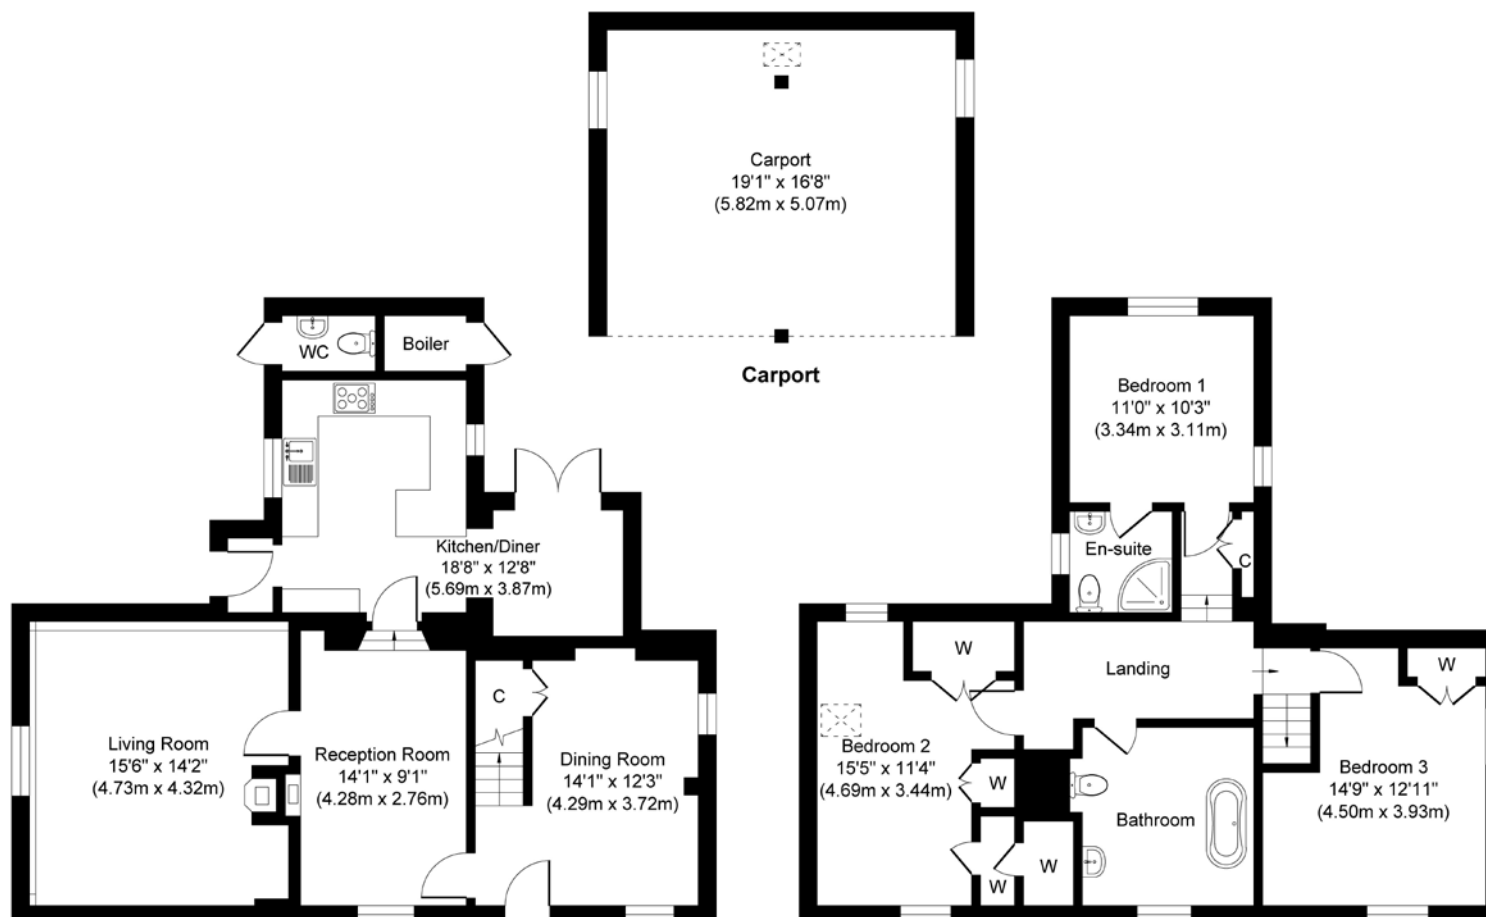 Carport
19'1" x 16'8"
(5.82m x 5.07m)
Carport
WC
Boiler
Kitchen/Diner
18'8" x 12'8"
(5.69m x 3.87m)
Living Room
15'6" x 14'2"
(4.73m x 4.32m)
Reception Room
14'1" x 9'1"
(4.28m x 2.76m)
C
Dining Room
14'1" x 12'3"
(4.29m x 3.72m)
Bedroom 1
11'0" x 10'3"
(3.34m x 3.11m)
En-suite
C
W
Landing
W
Bedroom 2
15'5" x 11'4"
(4.69m x 3.44m)
W
W
W
Bathroom
Bedroom 3
14'9" x 12'11"
(4.50m x 3.93m)